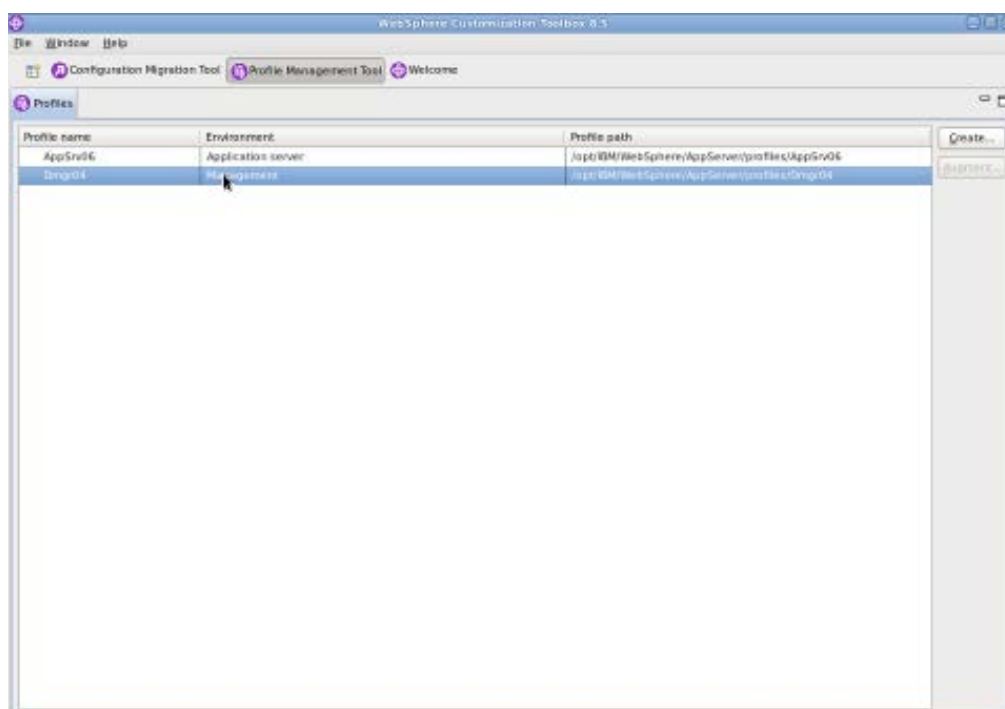 WebSphere Customization Toolbox 8.5
File Window Help
Configuration Migration Tool Profile Management Tool Welcome
Profiles
Profile name Environment Profile path Create...
AppSrv06 Application server /opt/IBM/WebSphere/AppServer/profiles/AppSrv06
Dmgr04 Management /opt/IBM/WebSphere/AppServer/profiles/Dmgr04 Augment...